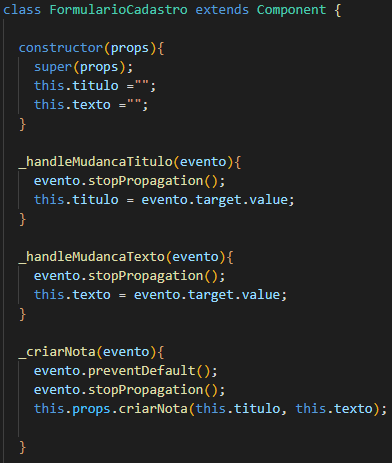 class FormularioCadastro extends Component {
constructor(props){
super(props);
this.titulo ="";
this.texto ="";
}
_handleMudancaTitulo(evento){
evento.stopPropagation();
this.titulo = evento.target.value;
}
_handleMudancaTexto(evento){
evento.stopPropagation();
this.texto = evento.target.value;
}
_criarNota(evento){
evento.preventDefault();
evento.stopPropagation();
this.props.criarNota(this.titulo, this.texto);
}